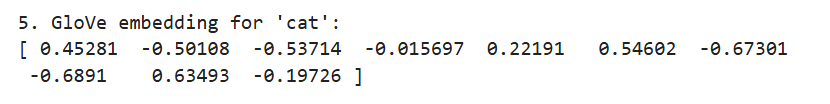 5. GloVe embedding for 'cat':
[ 0.45281 -0.50108 -0.53714 -0.015697 0.22191 0.54602 -0.67301
-0.6891 0.63493 -0.19726 ]